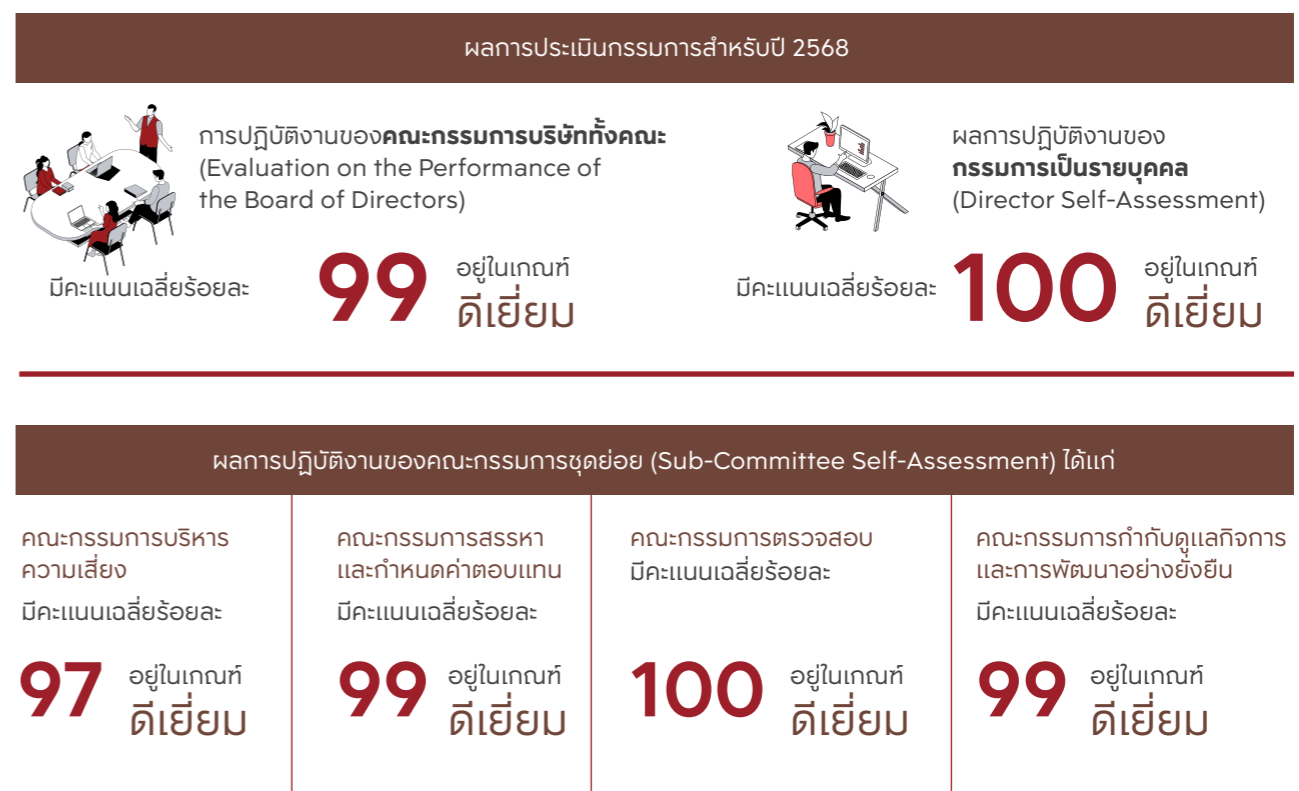 ผลการประเมินกรรมการสำหรับปี 2568
การปฏิบัติงานของคณะกรรมการบริษัททั้งคณะ
(Evaluation on the Performance of
the Board of Directors)
มีคะแนนเฉลี่ยร้อยละ
99
อยู่ในเกณฑ์
ดีเยี่ยม
ผลการปฏิบัติงานของ
กรรมการเป็นรายบุคคล
(Director Self-Assessment)
มีคะแนนเฉลี่ยร้อยละ
100
อยู่ในเกณฑ์
ดีเยี่ยม
ผลการปฏิบัติงานของคณะกรรมการชุดย่อย (Sub-Committee Self-Assessment) ได้แก่
คณะกรรมการบริหาร
ความเสี่ยง
มีคะแนนเฉลี่ยร้อยละ
97
อยู่ในเกณฑ์
ดีเยี่ยม
คณะกรรมการสรรหา
และกำหนดค่าตอบแทน
มีคะแนนเฉลี่ยร้อยละ
99
อยู่ในเกณฑ์
ดีเยี่ยม
คณะกรรมการตรวจสอบ
มีคะแนนเฉลี่ยร้อยละ
100
อยู่ในเกณฑ์
ดีเยี่ยม
คณะกรรมการกำกับดูแลกิจการ
และการพัฒนาอย่างยั่งยืน
มีคะแนนเฉลี่ยร้อยละ
99
อยู่ในเกณฑ์
ดีเยี่ยม